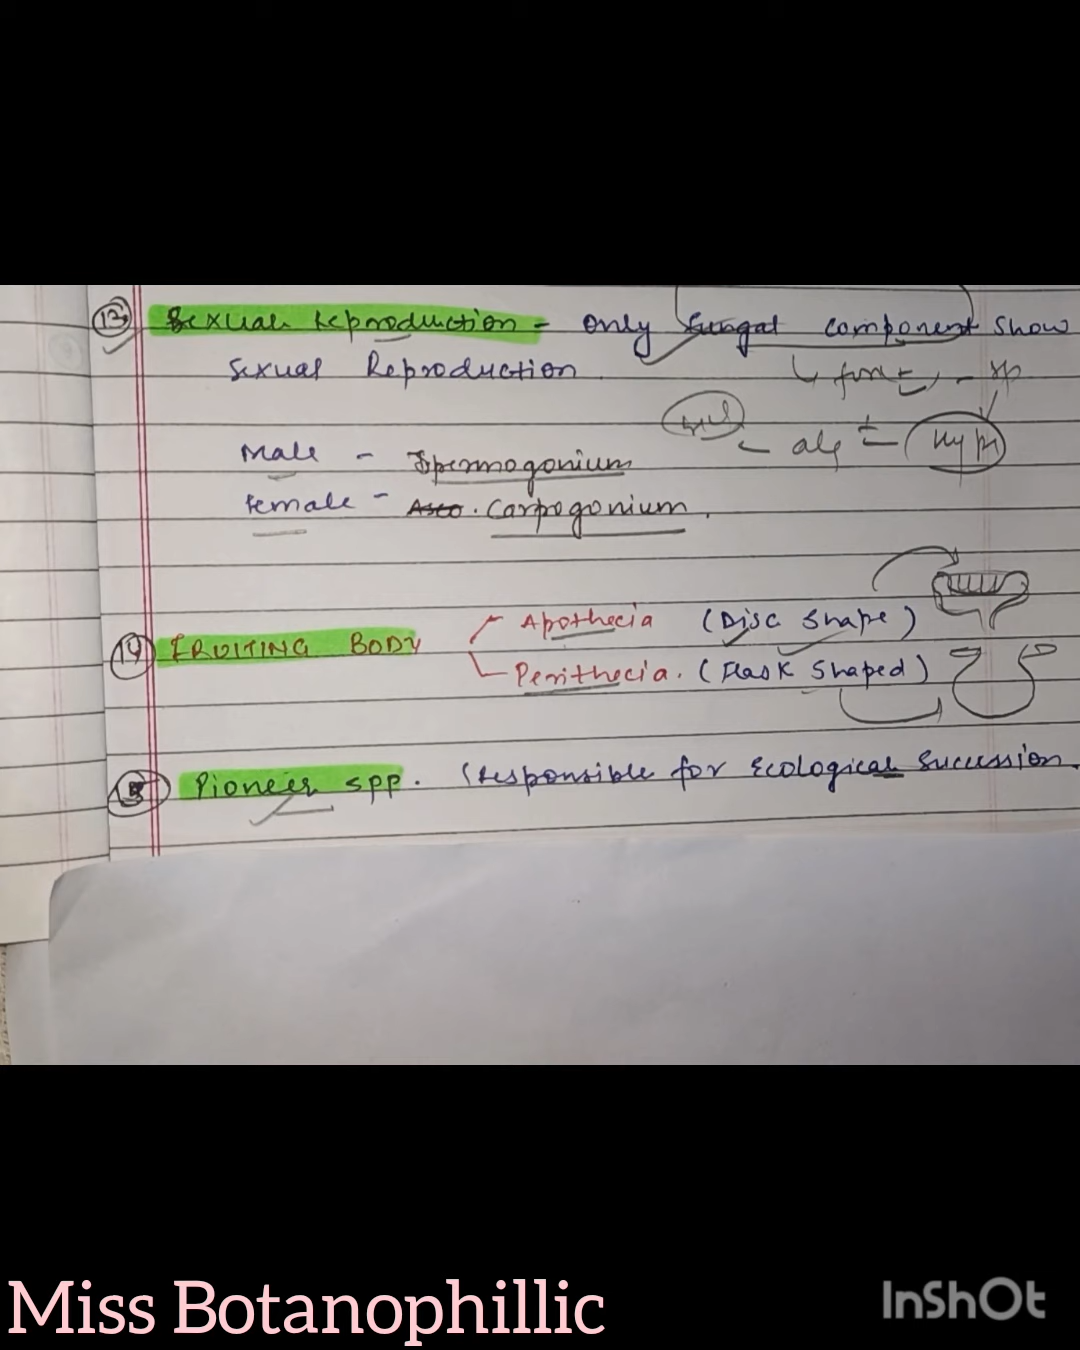 13 Sexual Reproduction - Only fungal component show
Sexual Reproduction
Male - Spermogonium
Female - Asco. Carpogonium.
14 FRUITING BODY
Apothecia (Disc Shape)
Perithecia. (Flask Shaped)
Pioneer spp. (Responsible for Ecological Succession.
Miss Botanophillic
InShOt